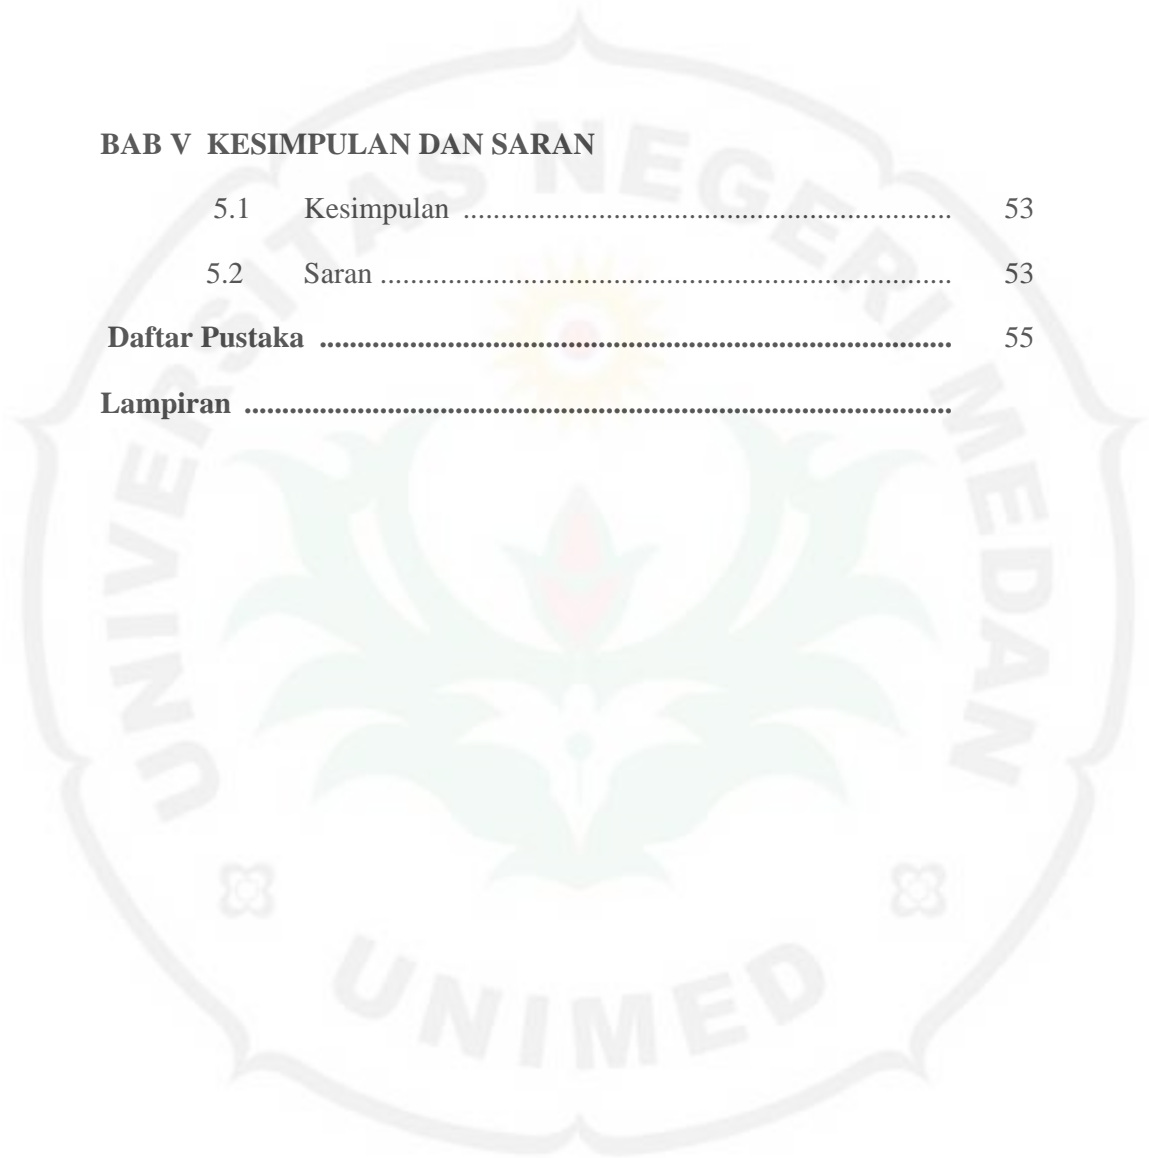 BAB V KESIMPULAN DAN SARAN
5.1 Kesimpulan ................................................................. 53
5.2 Saran ............................................................................ 53
Daftar Pustaka .................................................................................... 55
Lampiran ..............................................................................................
UNIVERSITAS NEGERI MEDAN
UNIMED